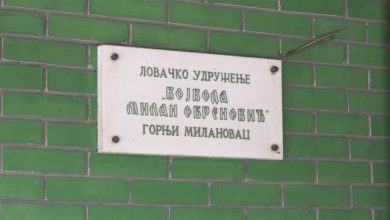 ЛОВАЧКО УДРУЖЕЊЕ
„ВОЈВОДА
МИЛАН ОБРЕНОВИЋ"
ГОРЊИ МИЛАНОВАЦ